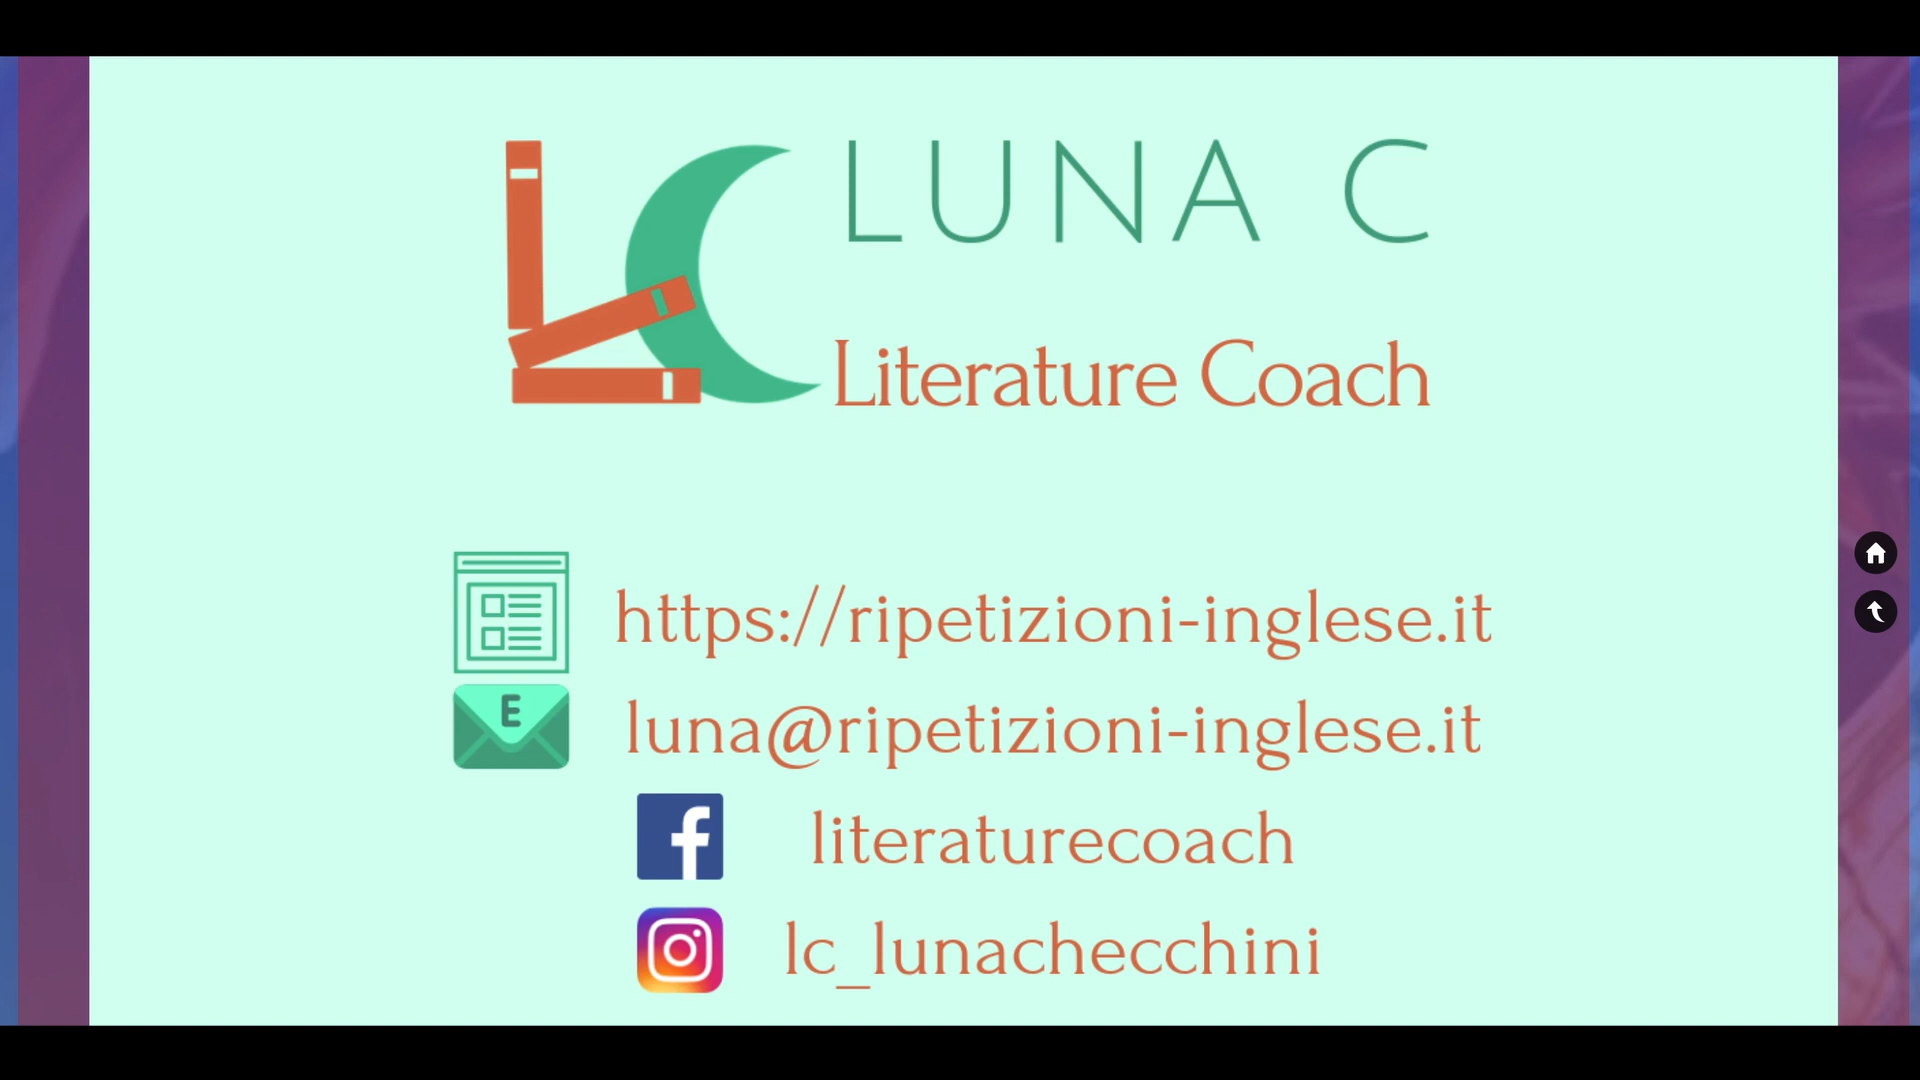 LUNA C
Literature Coach
https://ripetizioni-inglese.it
E
luna@ripetizioni-inglese.it
literaturecoach
lc_lunachecchini